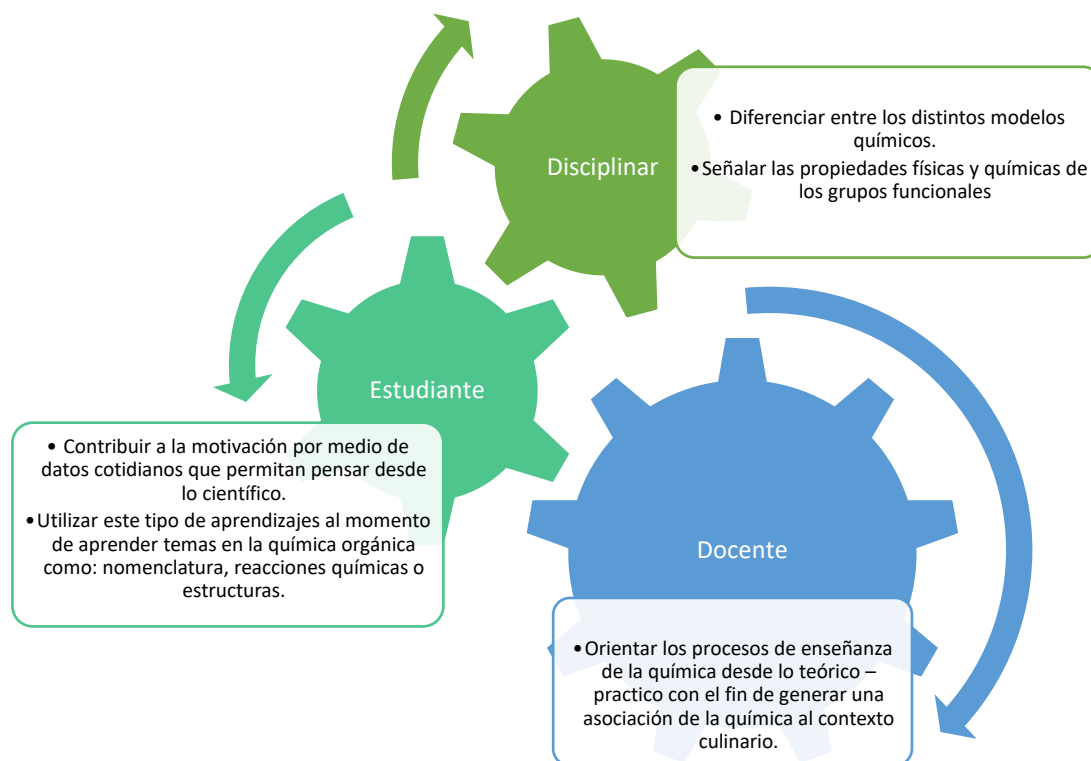 Disciplinar
• Diferenciar entre los distintos modelos
químicos.
•Señalar las propiedades físicas y químicas de
los grupos funcionales
Estudiante
• Contribuir a la motivación por medio de
datos cotidianos que permitan pensar desde
lo científico.
•Utilizar este tipo de aprendizajes al momento
de aprender temas en la química orgánica
como: nomenclatura, reacciones químicas o
estructuras.
Docente
•Orientar los procesos de enseñanza
de la química desde lo teórico –
practico con el fin de generar una
asociación de la química al contexto
culinario.